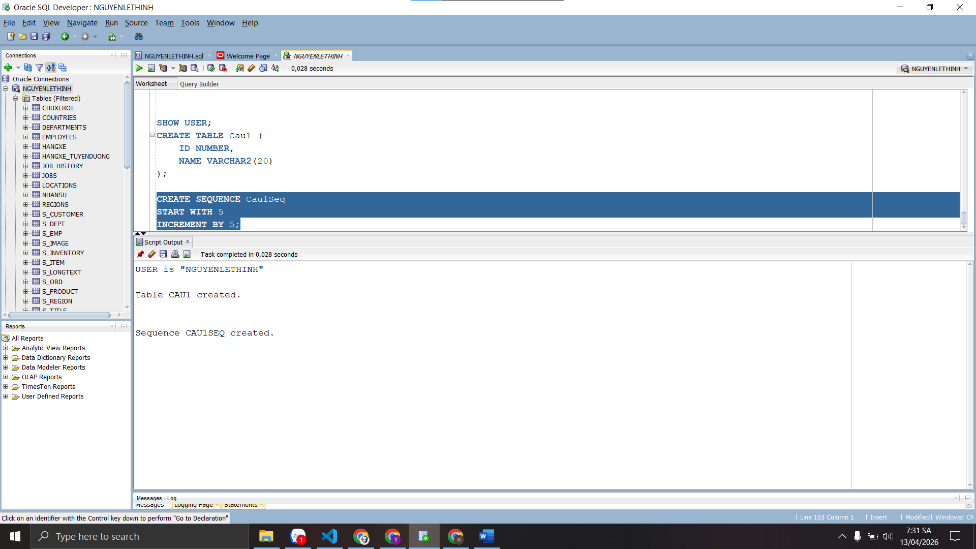 Oracle SQL Developer : NGUYENLETHINH
File Edit View Navigate Run Source Team Tools Window Help
Connections
Oracle Connections
NGUYENLETHINH
Tables (Filtered)
CHUXEROI
COUNTRIES
DEPARTMENTS
EMPLOYEES
HANGXE
HANGXE_TUYENDUONG
JOB_HISTORY
JOBS
LOCATIONS
NHANSU
REGIONS
S_CUSTOMER
S_DEPT
S_EMP
S_IMAGE
S_INVENTORY
S_ITEM
S_LONGTEXT
S_ORD
S_PRODUCT
S_REGION
S_TITLE
Reports
All Reports
Analytic View Reports
Data Dictionary Reports
Data Modeler Reports
OLAP Reports
TimesTen Reports
User Defined Reports
NGUYENLETHINH.sql Welcome Page NGUYENLETHINH
0,028 seconds
NGUYENLETHINH
Worksheet Query Builder
SHOW USER;
CREATE TABLE Cau1 (
ID NUMBER,
NAME VARCHAR2(20)
);
CREATE SEQUENCE Cau1Seq
START WITH 5
INCREMENT BY 5;
Script Output
Task completed in 0,028 seconds
USER is "NGUYENLETHINH"
Table CAU1 created.
Sequence CAU1SEQ created.
Messages - Log
Messages Logging Page Statements
Click on an identifier with the Control key down to perform "Go to Declaration"
Line 103 Column 1 Insert Modified Windows: CF
Type here to search
7:31 SA
13/04/2026